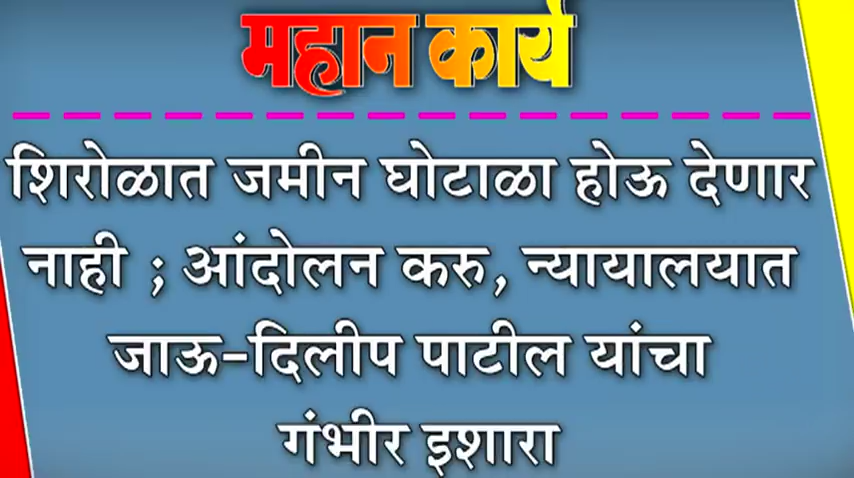 महान कार्य
शिरोळात जमीन घोटाळा होऊ देणार
नाही ; आंदोलन करु, न्यायालयात
जाऊ-दिलीप पाटील यांचा
गंभीर इशारा